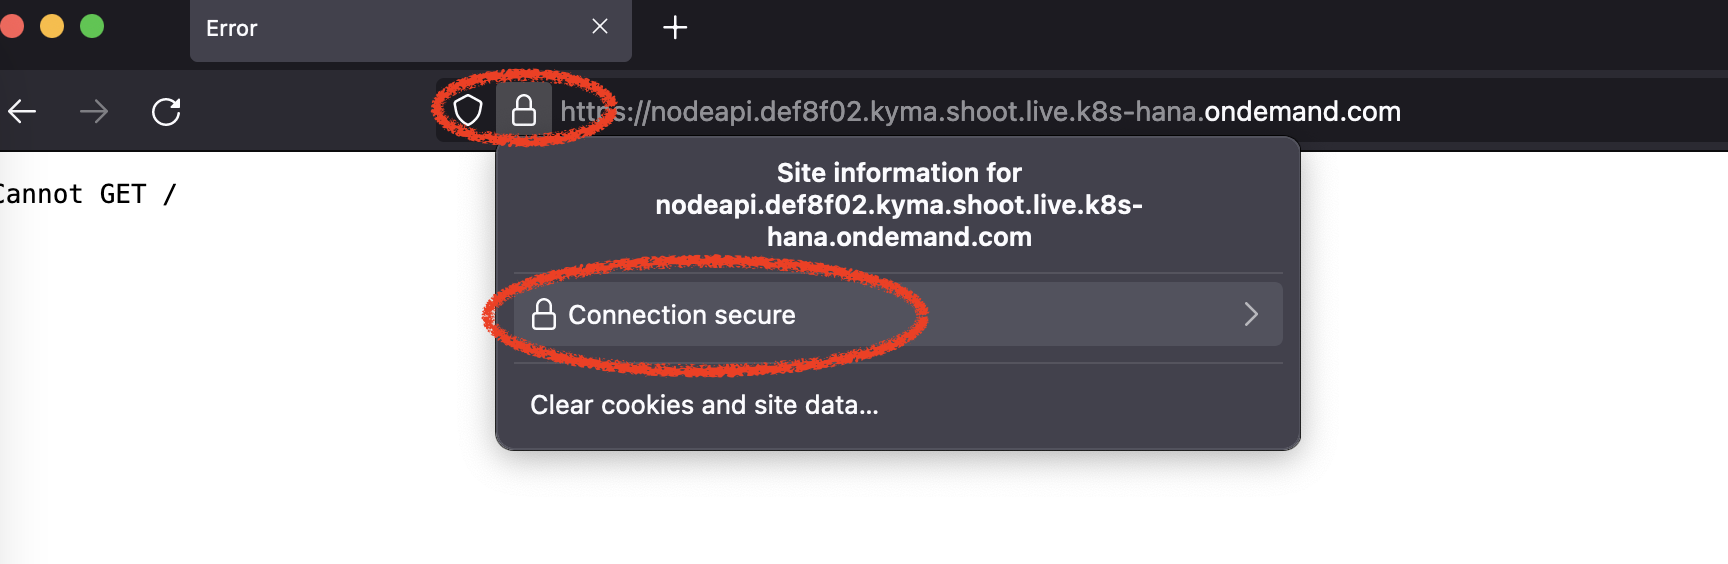 Error
https://nodeapi.def8f02.kyma.shoot.live.k8s-hana.ondemand.com
Cannot GET /
Site information for
nodeapi.def8f02.kyma.shoot.live.k8s-
hana.ondemand.com
Connection secure
Clear cookies and site data...